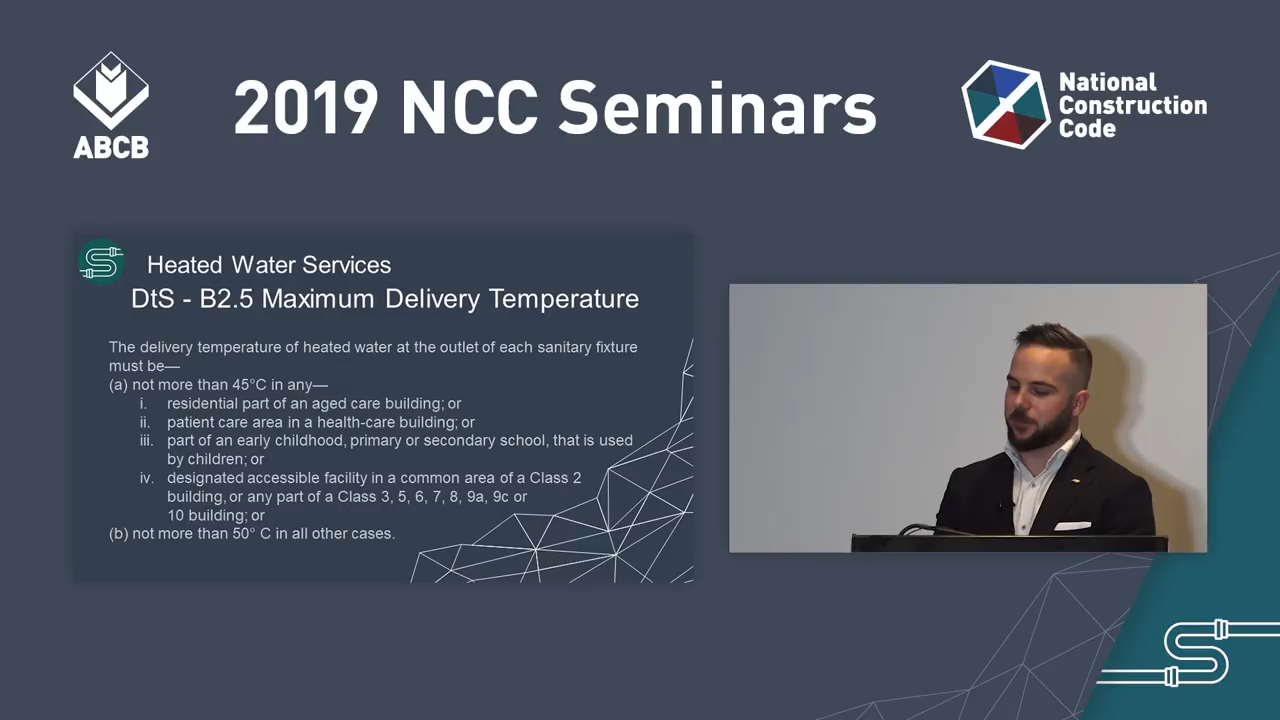 ABCB
2019 NCC Seminars
National
Construction
Code
Heated Water Services
DtS - B2.5 Maximum Delivery Temperature
The delivery temperature of heated water at the outlet of each sanitary fixture
must be—
(a) not more than 45°C in any—
i. residential part of an aged care building; or
ii. patient care area in a health-care building; or
iii. part of an early childhood, primary or secondary school, that is used
by children; or
iv. designated accessible facility in a common area of a Class 2
building, or any part of a Class 3, 5, 6, 7, 8, 9a, 9c or
10 building; or
(b) not more than 50° C in all other cases.